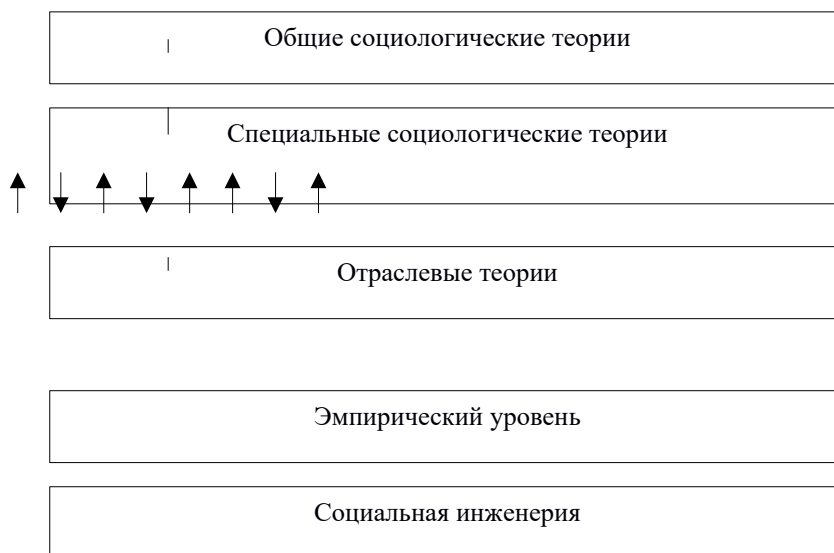 Общие социологические теории
Специальные социологические теории
Отраслевые теории
Эмпирический уровень
Социальная инженерия